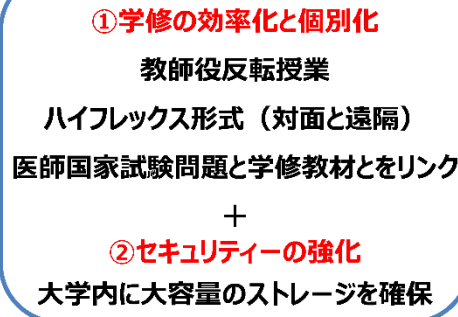 ①学修の効率化と個別化
教師役反転授業
ハイフレックス形式（対面と遠隔）
医師国家試験問題と学修教材とをリンク
＋
②セキュリティーの強化
大学内に大容量のストレージを確保